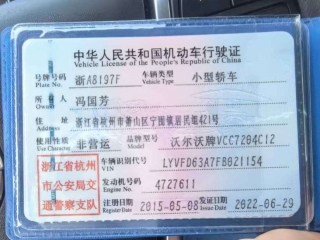 中华人民共和国机动车行驶证
Vehicle License of the People's Republic of China
号牌号码 浙A8197F 车辆类型 小型轿车
Plate No. Vehicle Type
所有人 冯国芳
Owner
住址 浙江省杭州市萧山区宁围镇居民组421号
Address
使用性质 非营运 品牌型号 沃尔沃牌VCC7204C12
Use Character Model
浙江省杭州市公安局交通警察支队
车辆识别代号 LYVFD63A7FB021154
VIN
发动机号码 4727611
Engine No.
注册日期 2015-05-08 发证日期 2022-06-29
Register Date Issue Date